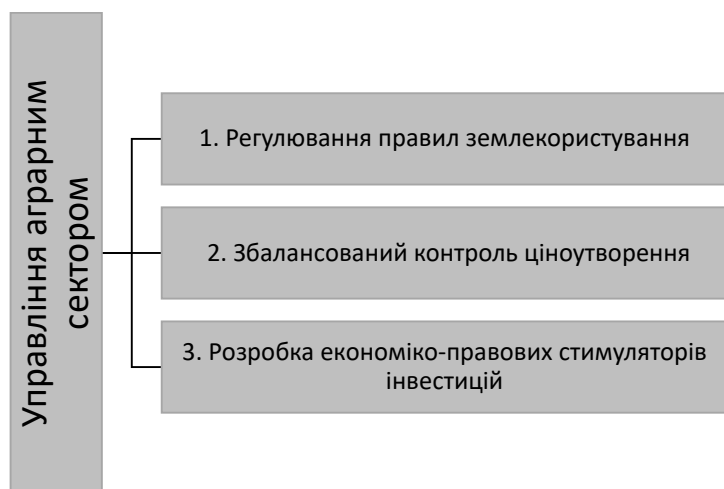 Управління аграрним
сектором
1. Регулювання правил землекористування
2. Збалансований контроль ціноутворення
3. Розробка економіко-правових стимуляторів
інвестицій